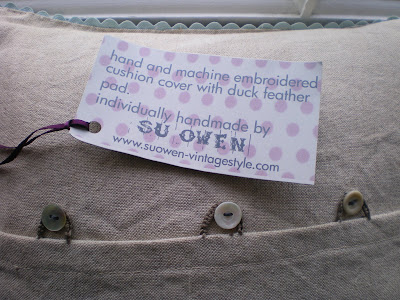 hand and machine embroidered
cushion cover with duck feather
pad.
individually handmade by
SU OWEN
www.suowen-vintagestyle.com